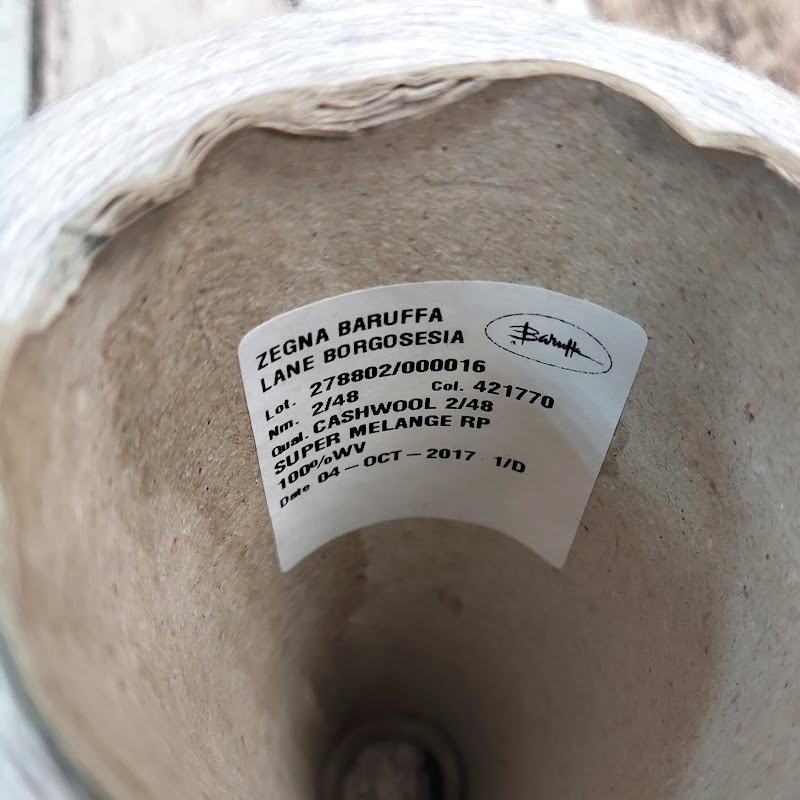 ZEGNA BARUFFA
LANE BORGOSESIA
Baruffa
Lot. 278802/000016
Nm. 2/48 Col. 421770
Qual. CASHWOOL 2/48
SUPER MELANGE RP
100%WV
Date 04-OCT-2017 1/D